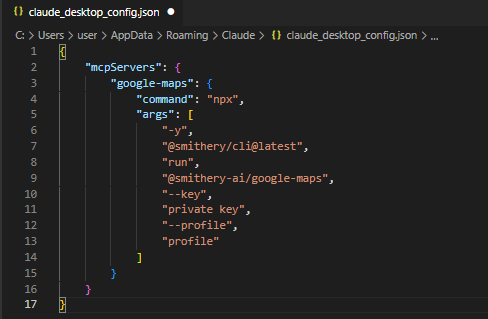 {} claude_desktop_config.json ●
C: > Users > user > AppData > Roaming > Claude > {} claude_desktop_config.json > ...
1 {
2 "mcpServers": {
3 "google-maps": {
4 "command": "npx",
5 "args": [
6 "-y",
7 "@smithery/cli@latest",
8 "run",
9 "@smithery-ai/google-maps",
10 "--key",
11 "private key",
12 "--profile",
13 "profile"
14 ]
15 }
16 }
17 }